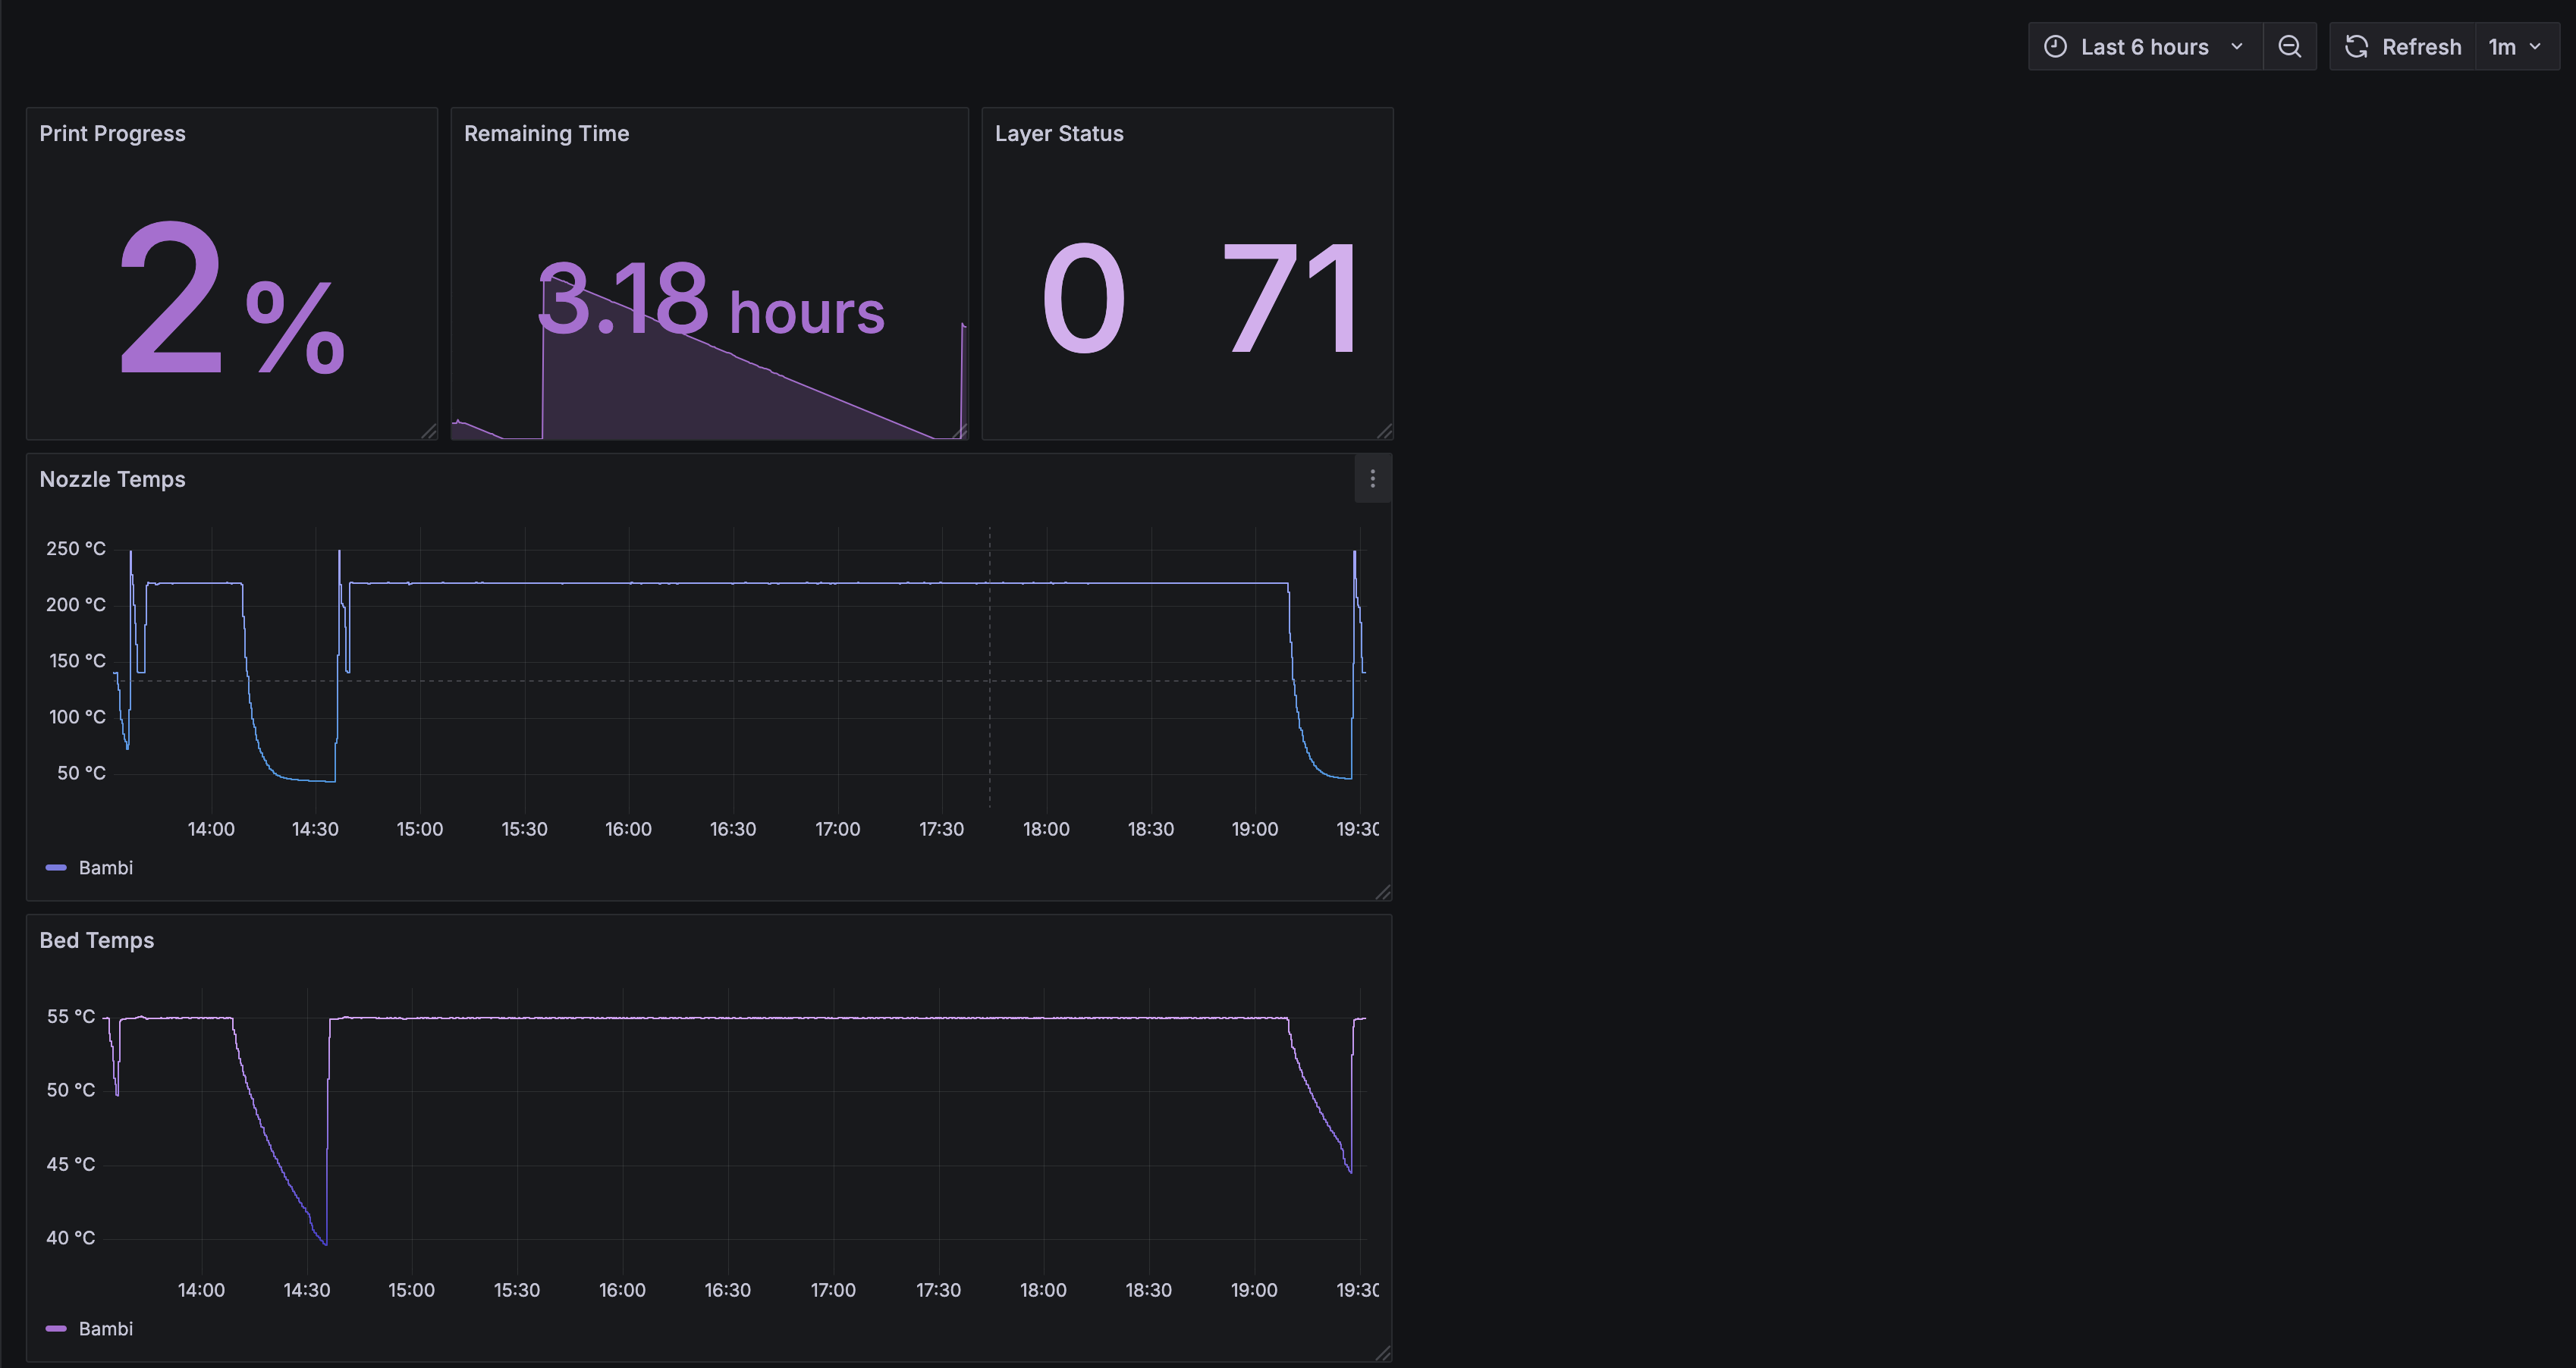 Last 6 hours Refresh 1m
Print Progress
2%
Remaining Time
3.18 hours
Layer Status
0 71
Nozzle Temps
250 °C
200 °C
150 °C
100 °C
50 °C
14:00 14:30 15:00 15:30 16:00 16:30 17:00 17:30 18:00 18:30 19:00 19:30
Bambi
Bed Temps
55 °C
50 °C
45 °C
40 °C
14:00 14:30 15:00 15:30 16:00 16:30 17:00 17:30 18:00 18:30 19:00 19:30
Bambi